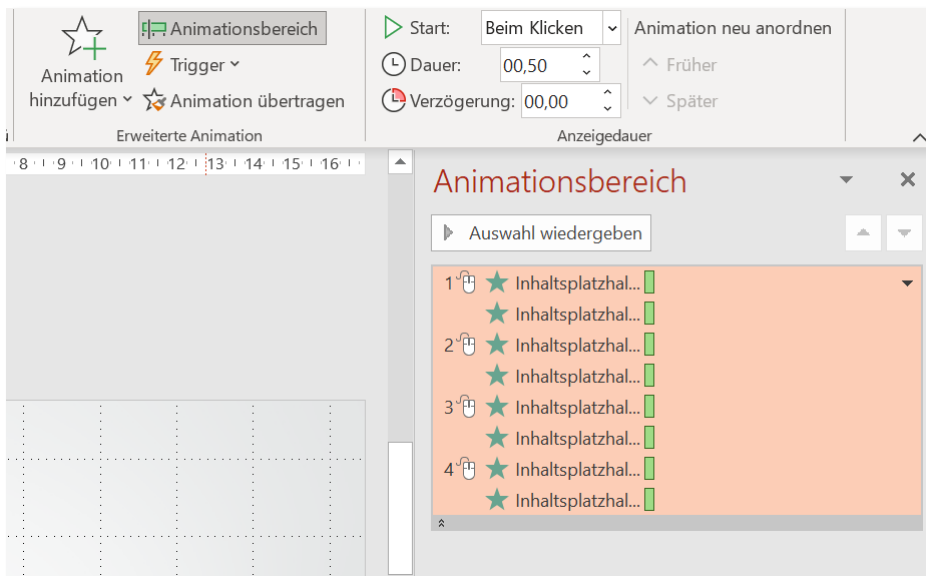 Animation
hinzufügen
Animationsbereich
Trigger
Animation übertragen
Erweiterte Animation
Start: Beim Klicken
Dauer: 00,50
Verzögerung: 00,00
Animation neu anordnen
Früher
Später
Anzeigedauer
8 9 10 11 12 13 14 15 16
Animationsbereich
Auswahl wiedergeben
1 Inhaltsplatzhal...
Inhaltsplatzhal...
2 Inhaltsplatzhal...
Inhaltsplatzhal...
3 Inhaltsplatzhal...
Inhaltsplatzhal...
4 Inhaltsplatzhal...
Inhaltsplatzhal...